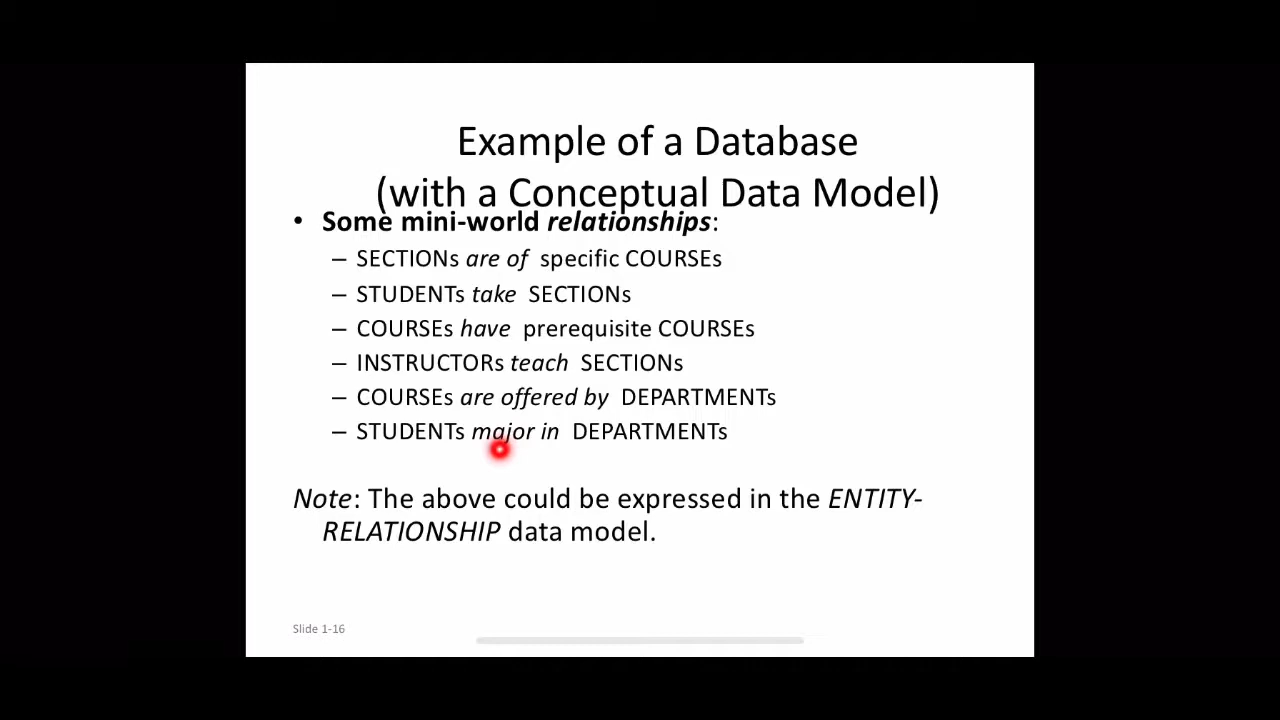 Example of a Database
(with a Conceptual Data Model)
• Some mini-world relationships:
– SECTIONs are of specific COURSEs
– STUDENTs take SECTIONs
– COURSEs have prerequisite COURSEs
– INSTRUCTORs teach SECTIONs
– COURSEs are offered by DEPARTMENTs
– STUDENTs major in DEPARTMENTs
Note: The above could be expressed in the ENTITY-
RELATIONSHIP data model.
Slide 1-16